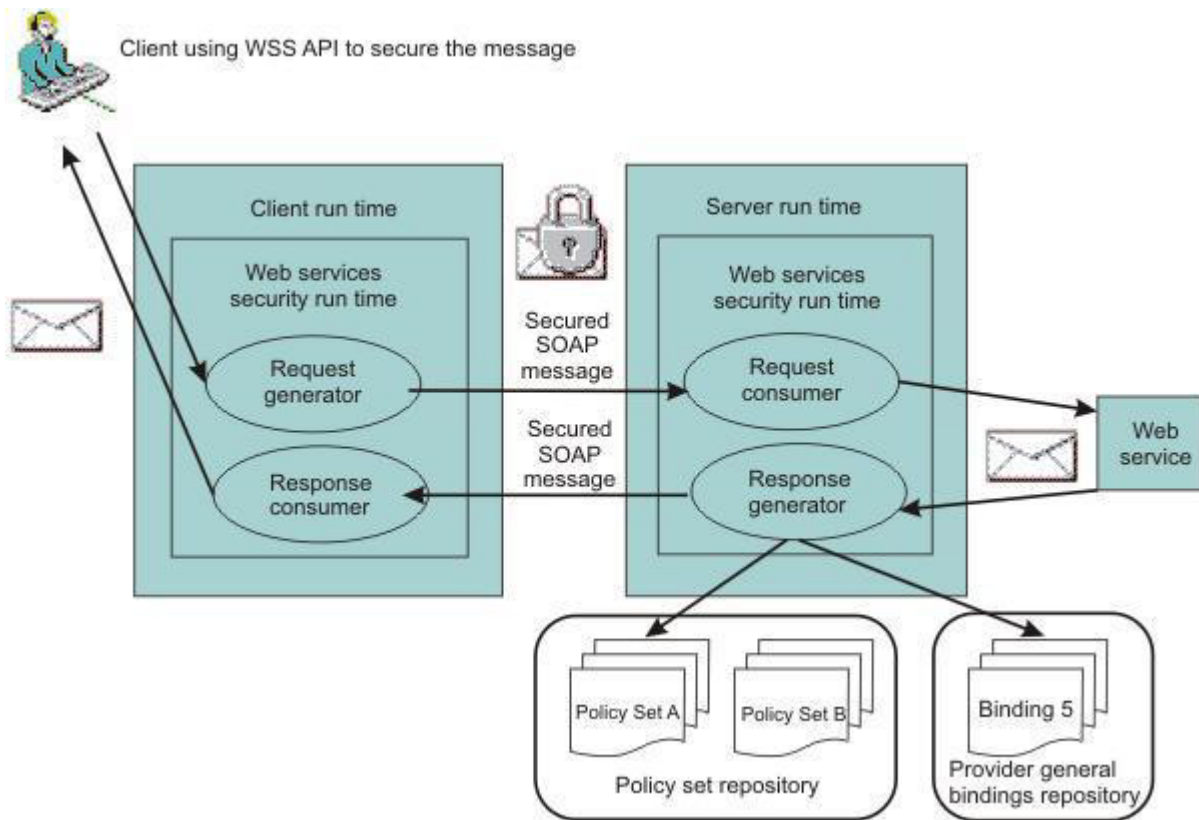 Client using WSS API to secure the message
Client run time
Web services
security run time
Request
generator
Response
consumer
Secured
SOAP
message
Secured
SOAP
message
Server run time
Web services
security run time
Request
consumer
Response
generator
Web
service
Policy Set A
Policy Set B
Policy set repository
Binding 5
Provider general
bindings repository